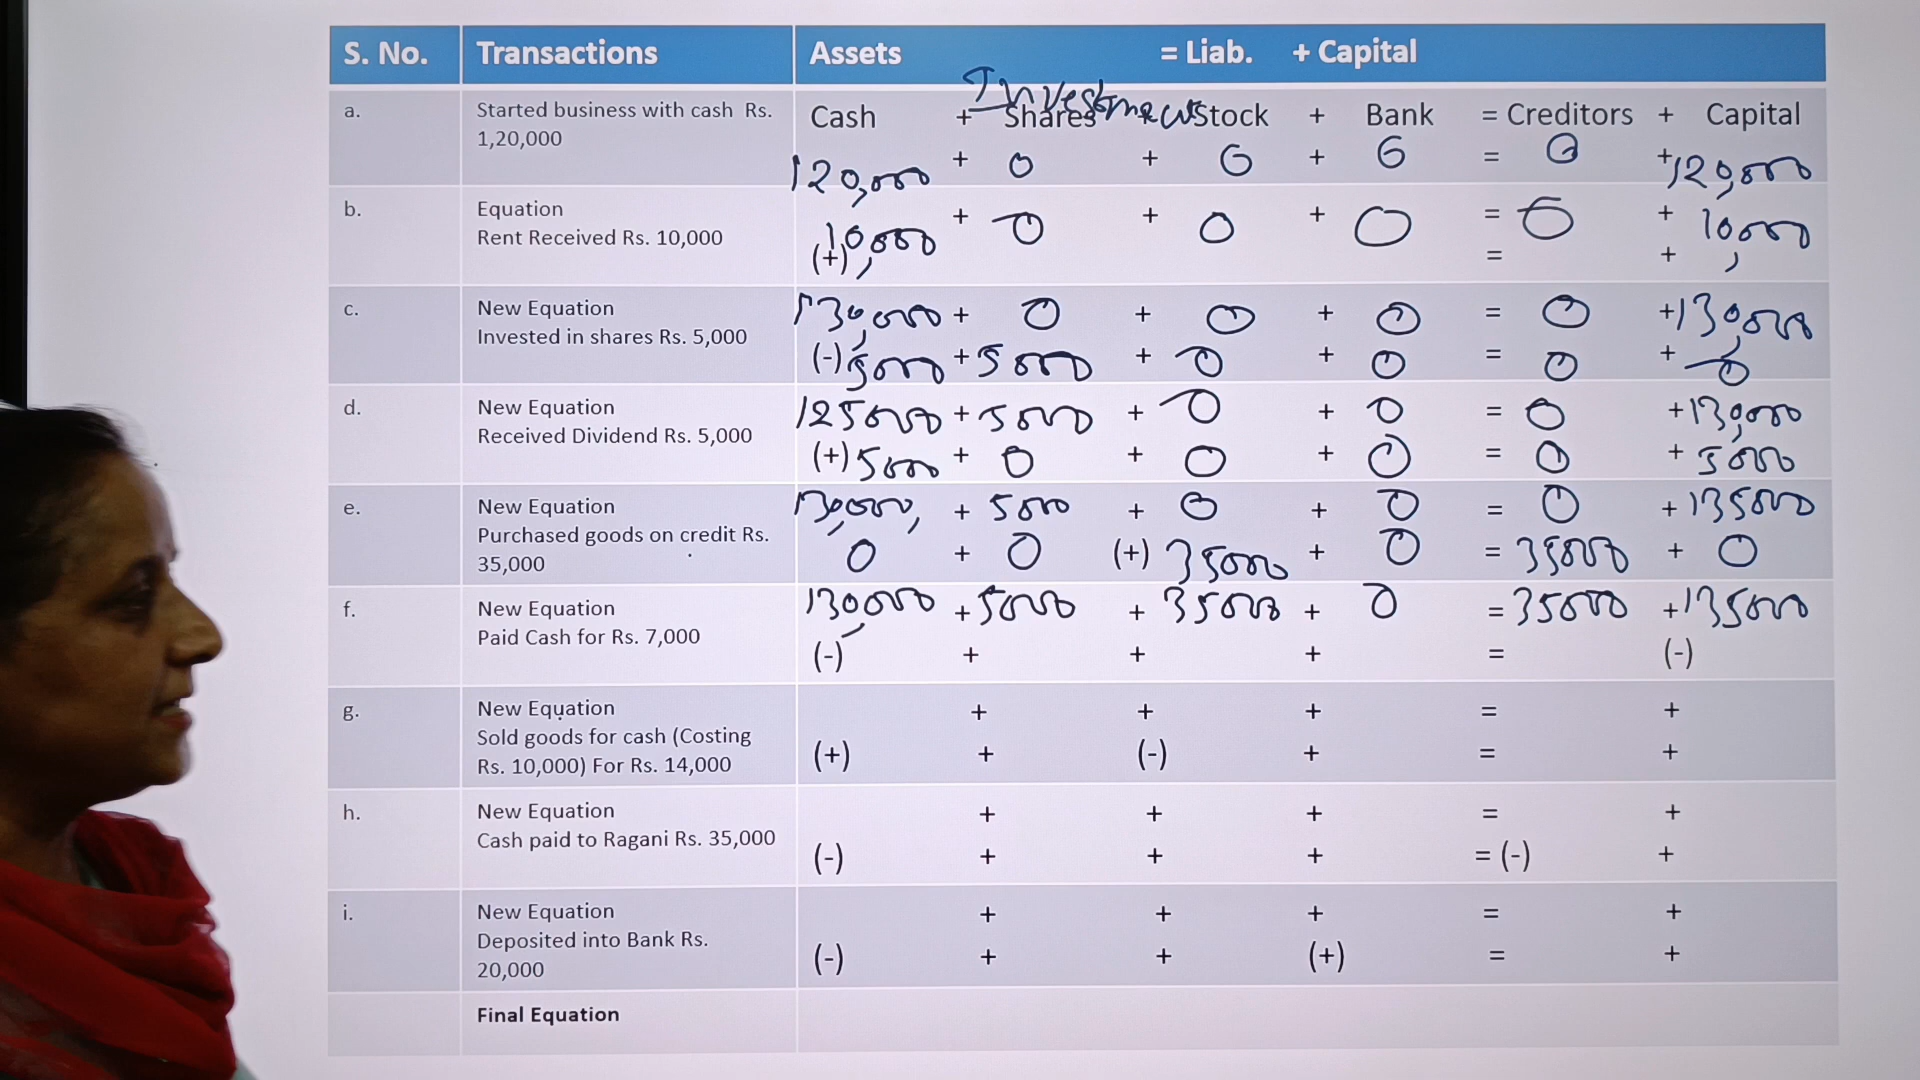 S. No. Transactions Assets = Liab. + Capital
Investment
a. Started business with cash Rs. 1,20,000 Cash + Shares + Stock + Bank = Creditors + Capital
120,000 + 0 + 0 + 0 = 0 + 120,000
b. Equation + 0 + 0 + 0 = 0 + 10,000
Rent Received Rs. 10,000 (+) 10,000 = +
c. New Equation 130,000 + 0 + 0 + 0 = 0 +130,000
Invested in shares Rs. 5,000 (-) 5000 + 5000 + 0 + 0 = 0 + 0
d. New Equation 125000 + 5000 + 0 + 0 = 0 +130,000
Received Dividend Rs. 5,000 (+) 5000 + 0 + 0 + 0 = 0 + 5000
e. New Equation 130,000, + 5000 + 0 + 0 = 0 + 135000
Purchased goods on credit Rs. 35,000 0 + 0 (+) 35000 + 0 = 35000 + 0
f. New Equation 130000 + 5000 + 35000 + 0 = 35000 +135000
Paid Cash for Rs. 7,000 (-) + + + = (-)
g. New Equation + + + = +
Sold goods for cash (Costing Rs. 10,000) For Rs. 14,000 (+) + (-) + = +
h. New Equation + + + = +
Cash paid to Ragani Rs. 35,000 (-) + + + = (-) +
i. New Equation + + + = +
Deposited into Bank Rs. 20,000 (-) + + (+) = +
Final Equation